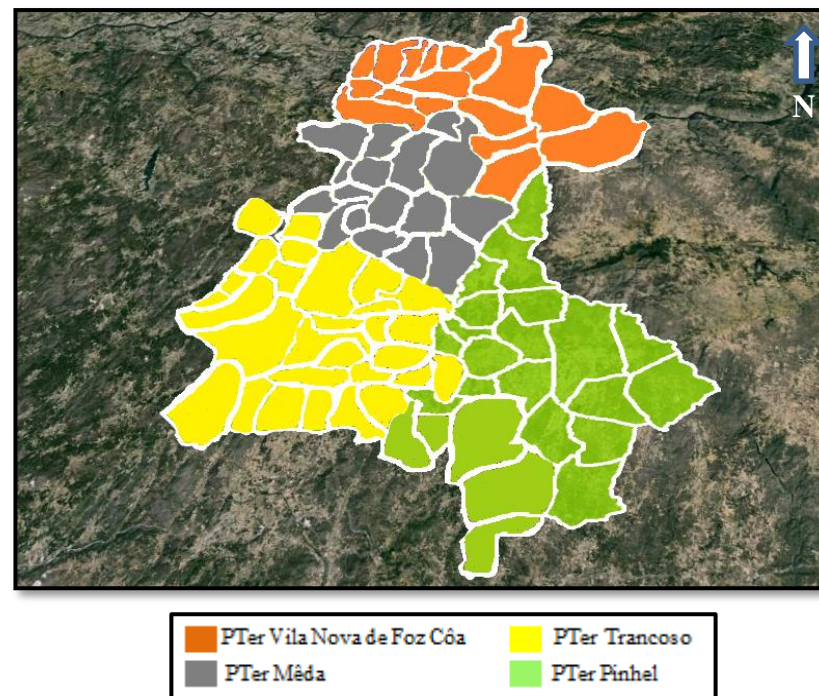 N
PTer Vila Nova de Foz Côa
PTer Trancoso
PTer Mêda
PTer Pinhel